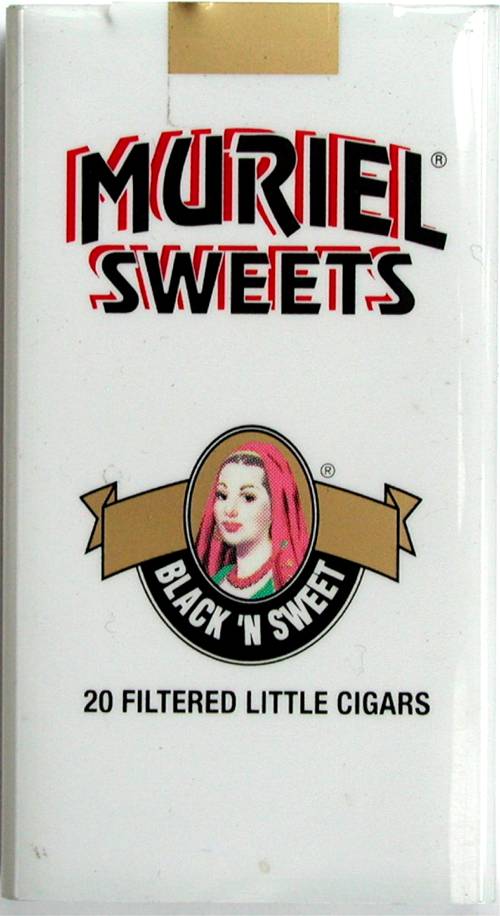 MURIEL®
SWEETS
®
BLACK 'N SWEET
20 FILTERED LITTLE CIGARS